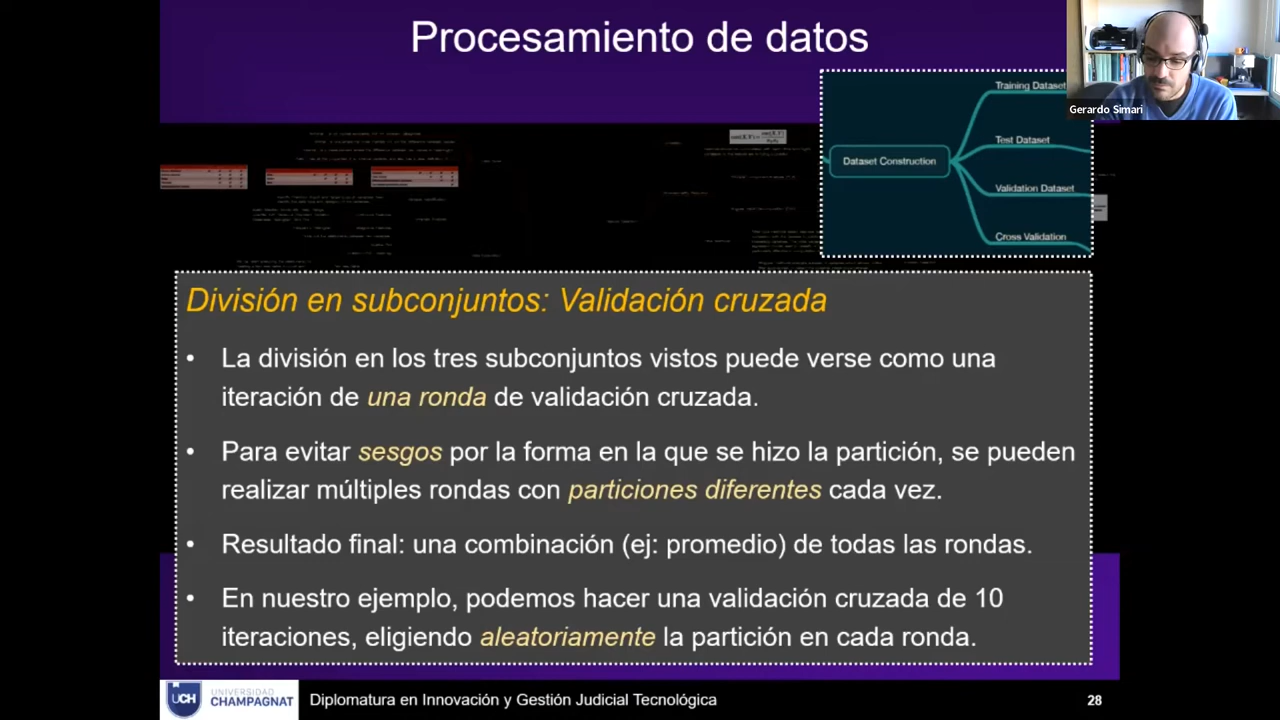 Procesamiento de datos
Gerardo Simari
Training Dataset
Test Dataset
Dataset Construction
Validation Dataset
Cross Validation
División en subconjuntos: Validación cruzada
• La división en los tres subconjuntos vistos puede verse como una
iteración de una ronda de validación cruzada.
• Para evitar sesgos por la forma en la que se hizo la partición, se pueden
realizar múltiples rondas con particiones diferentes cada vez.
• Resultado final: una combinación (ej: promedio) de todas las rondas.
• En nuestro ejemplo, podemos hacer una validación cruzada de 10
iteraciones, eligiendo aleatoriamente la partición en cada ronda.
UCH
UNIVERSIDAD
CHAMPAGNAT
Diplomatura en Innovación y Gestión Judicial Tecnológica
28